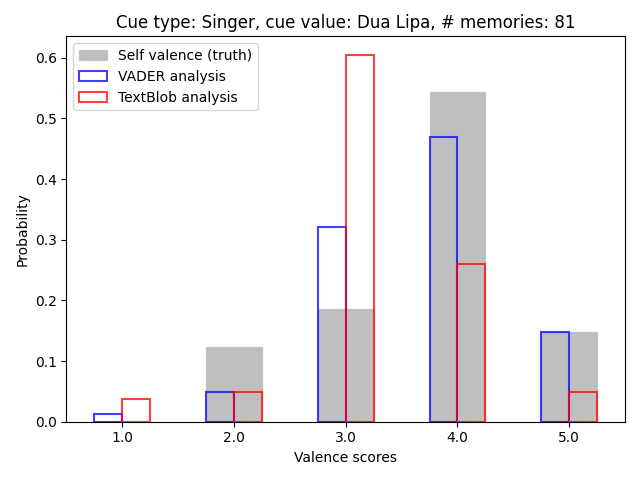 Cue type: Singer, cue value: Dua Lipa, # memories: 81
Self valence (truth)
VADER analysis
TextBlob analysis
0.6
0.5
0.4
0.3
0.2
0.1
0.0
Probability
1.0 2.0 3.0 4.0 5.0
Valence scores